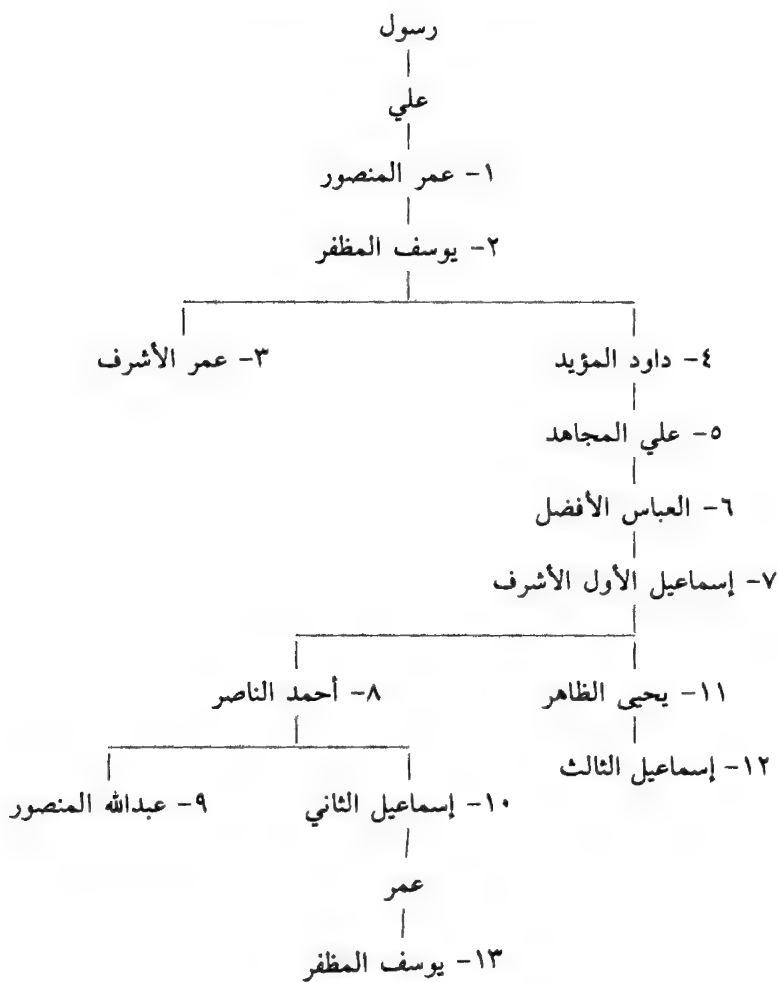 رسول
علي
١- عمر المنصور
٢- يوسف المظفر
٤- داود المؤيد
٣- عمر الأشرف
٥- علي المجاهد
٦- العباس الأفضل
٧- إسماعيل الأول الأشرف
١١- يحيى الظاهر
٨- أحمد الناصر
١٢- إسماعيل الثالث
١٠- إسماعيل الثاني
٩- عبدالله المنصور
عمر
١٣- يوسف المظفر